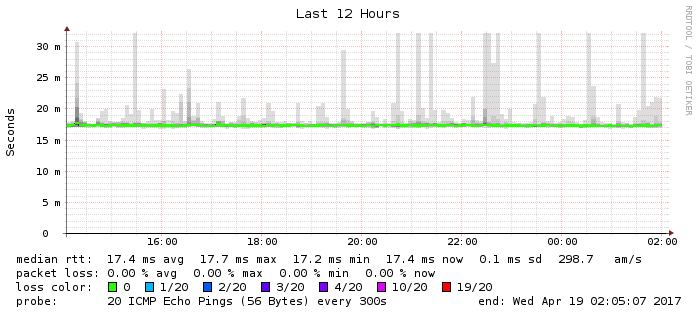 Last 12 Hours
RRDTOOL / TOBI OETIKER
Seconds
30 m
25 m
20 m
15 m
10 m
5 m
0
16:00 18:00 20:00 22:00 00:00 02:00
median rtt: 17.4 ms avg 17.7 ms max 17.2 ms min 17.4 ms now 0.1 ms sd 298.7 am/s
packet loss: 0.00 % avg 0.00 % max 0.00 % min 0.00 % now
loss color: 0 1/20 2/20 3/20 4/20 10/20 19/20
probe: 20 ICMP Echo Pings (56 Bytes) every 300s end: Wed Apr 19 02:05:07 2017